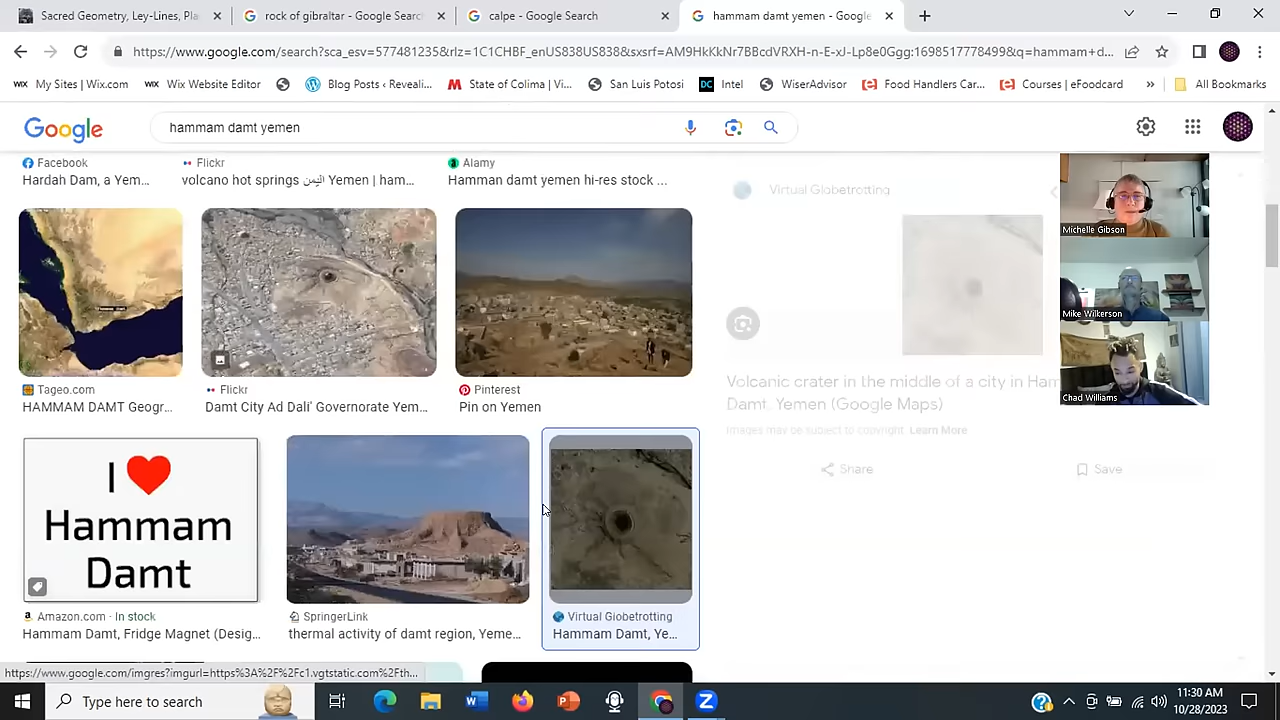 Sacred Geometry, Ley-Lines, Pla
rock of gibraltar - Google Searc
calpe - Google Search
hammam damt yemen - Google
https://www.google.com/search?sca_esv=577481235&rlz=1C1CHBF_enUS838US838&sxsrf=AM9HkKkNr7BBcdVRXH-n-E-xJ-Lp8e0Ggg:1698517778499&q=hammam+d...
WIX My Sites | Wix.com
WIX Wix Website Editor
Blog Posts ‹ Reveali...
State of Colima | Vi...
San Luis Potosi
DC Intel
WiserAdvisor
Food Handlers Car...
Courses | eFoodcard
»
All Bookmarks
Google
hammam damt yemen
Facebook
Hardah Dam, a Yem...
Flickr
volcano hot springs اليمن Yemen | ham...
Alamy
Hamman damt yemen hi-res stock ...
Tageo.com
HAMMAM DAMT Geogr...
Flickr
Damt City Ad Dali' Governorate Yem...
Pinterest
Pin on Yemen
I
Hammam
Damt
Amazon.com · In stock
Hammam Damt, Fridge Magnet (Desig...
SpringerLink
thermal activity of damt region, Yeme...
Virtual Globetrotting
Hammam Damt, Ye...
Virtual Globetrotting
Volcanic crater in the middle of a city in Ham
Damt, Yemen (Google Maps)
Images may be subject to copyright. Learn More
Share
Save
Michelle Gibson
Mike Wilkerson
Chad Williams
https://www.google.com/imgres?imgurl=https%3A%2F%2Fc1.vgtstatic.com%2Fth...
Type here to search
11:30 AM
10/28/2023